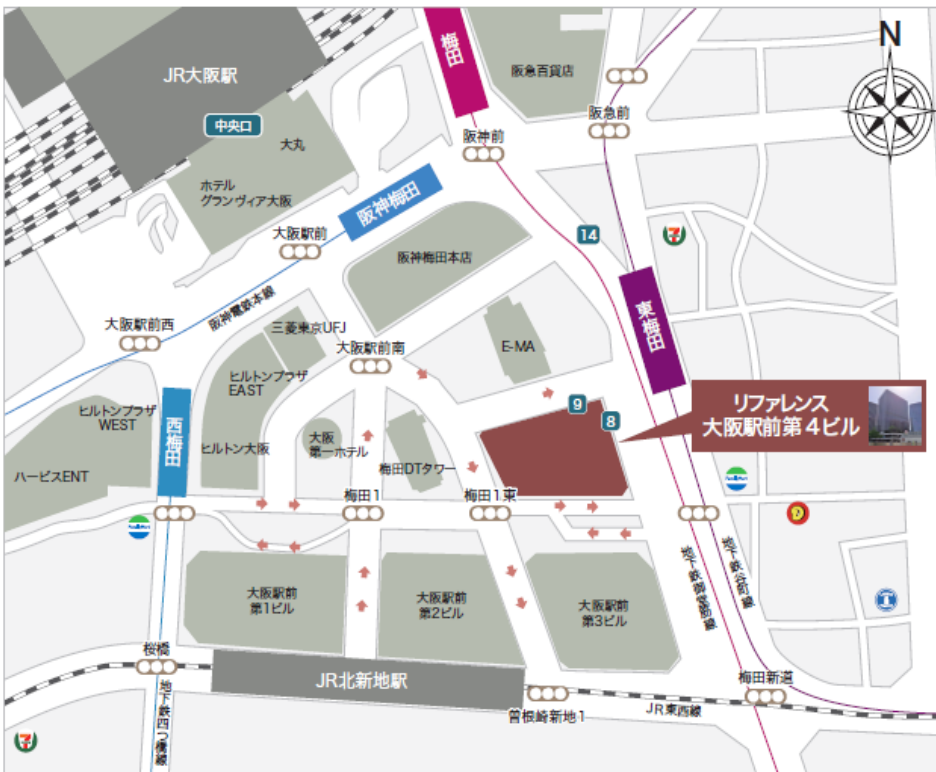 梅田
N
JR大阪駅
阪急百貨店
阪急前
中央口
阪神前
大丸
ホテル
グランヴィア大阪
阪神梅田
大阪駅前
14
7
阪神梅田本店
阪神電鉄本線
東梅田
大阪駅前西
三菱東京UFJ
大阪駅前南
E-MA
ヒルトンプラザ
EAST
ヒルトンプラザ
WEST
西梅田
リファレンス
大阪駅前第4ビル
9
8
ヒルトン大阪
大阪
第一ホテル
梅田DTタワー
ハービスENT
梅田1
梅田1東
FamilyMart
FamilyMart
地下鉄御堂筋線
地下鉄谷町線
大阪駅前
第1ビル
大阪駅前
第2ビル
大阪駅前
第3ビル
桜橋
JR北新地駅
梅田新道
地下鉄四つ橋線
曽根崎新地1
JR東西線
7